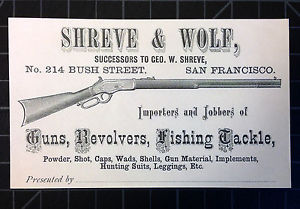 SHREVE & WOLF,
SUCCESSORS TO GEO. W. SHREVE,
No. 214 BUSH STREET, SAN FRANCISCO.
Importers and Jobbers of
Guns, Revolvers, Fishing Tackle,
Powder, Shot, Caps, Wads, Shells, Gun Material, Implements,
Hunting Suits, Leggings, Etc.
Presented by